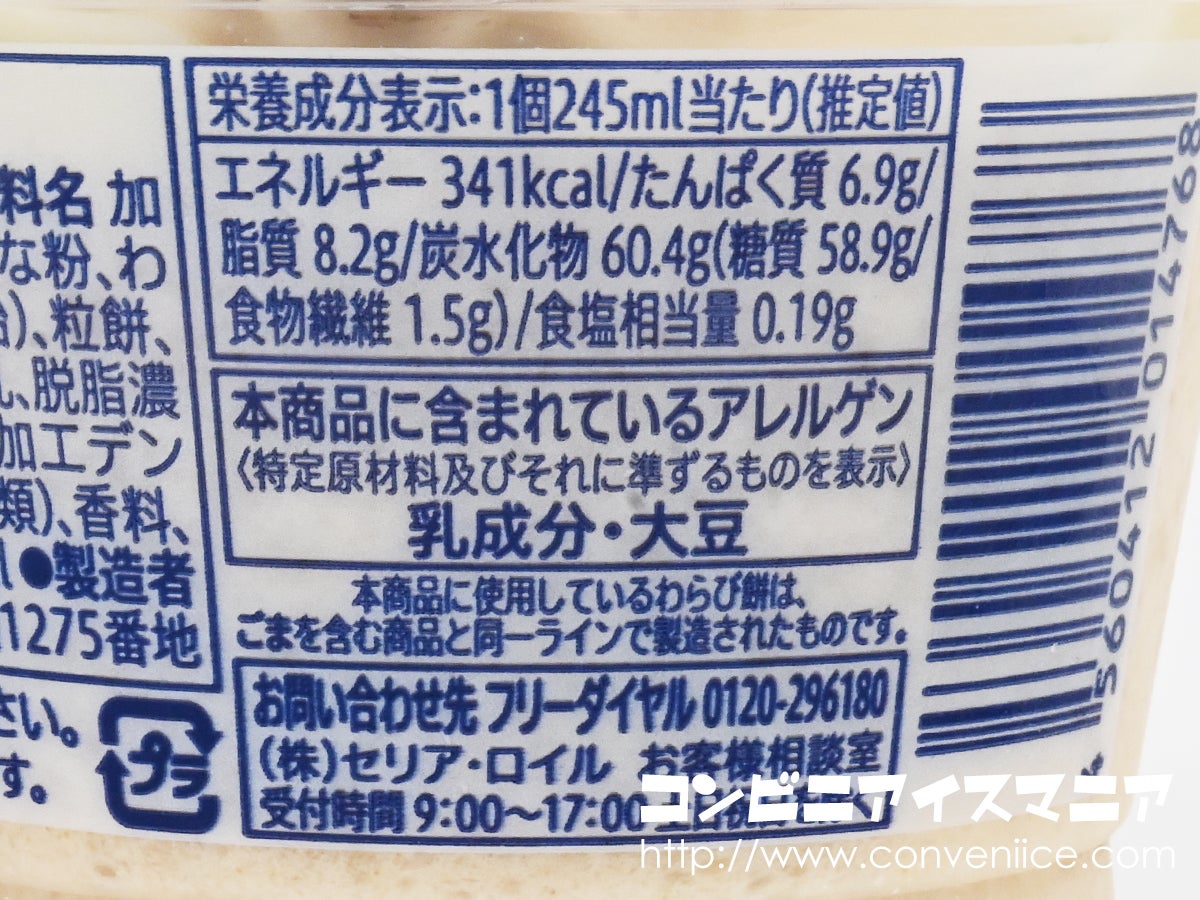 栄養成分表示:1個245ml当たり(推定値)
エネルギー 341kcal/たんぱく質 6.9g/
脂質 8.2g/炭水化物 60.4g(糖質 58.9g/
食物繊維 1.5g)/食塩相当量 0.19g
本商品に含まれているアレルゲン
〈特定原材料及びそれに準ずるものを表示〉
乳成分・大豆
本商品に使用しているわらび餅は、
ごまを含む商品と同一ラインで製造されたものです。
お問い合わせ先 フリーダイヤル 0120-296180
(株)セリア・ロイル お客様相談室
受付時間 9:00〜17:00
料名 加
な粉、わ
)、粒餅、
、脱脂濃
加工デン
類)、香料、
●製造者
1275番地
さい。
す。
プラ
4 560412 014768
コンビニアイスマニア
http://www.conveniice.com